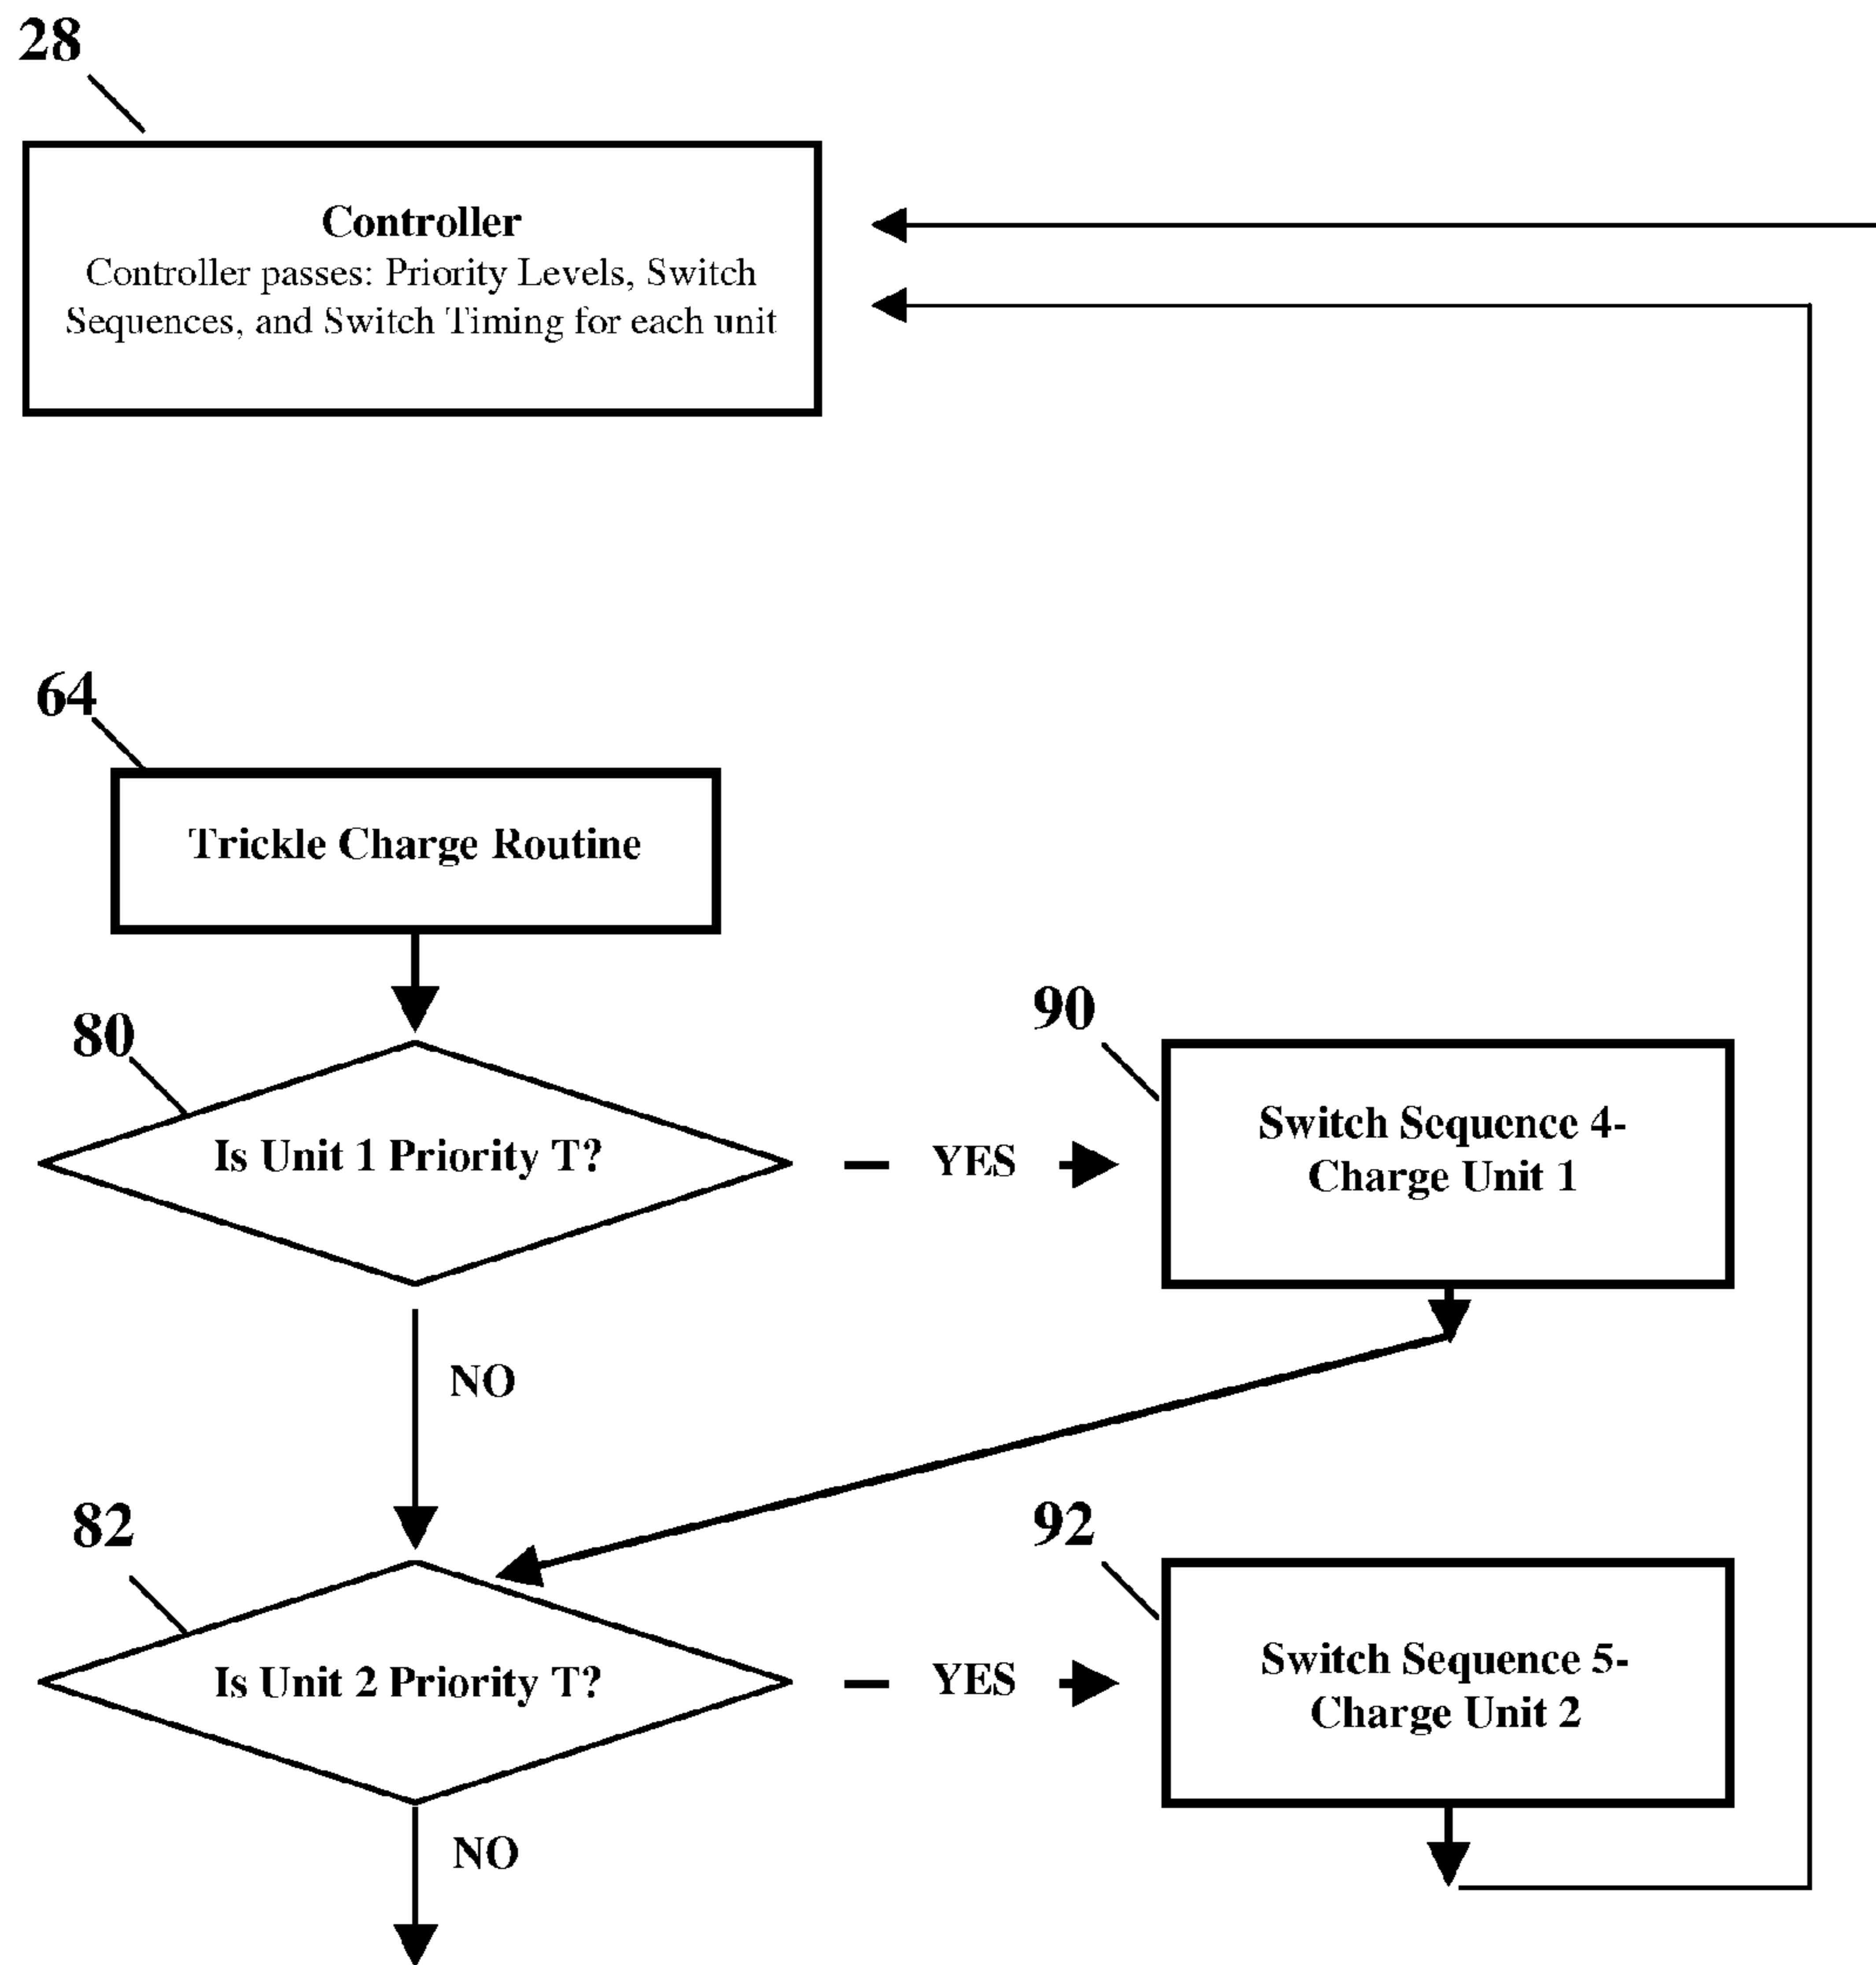 28
Controller
Controller passes: Priority Levels, Switch
Sequences, and Switch Timing for each unit
64
Trickle Charge Routine
80
Is Unit 1 Priority T?
YES
90
Switch Sequence 4-
Charge Unit 1
NO
82
Is Unit 2 Priority T?
YES
92
Switch Sequence 5-
Charge Unit 2
NO